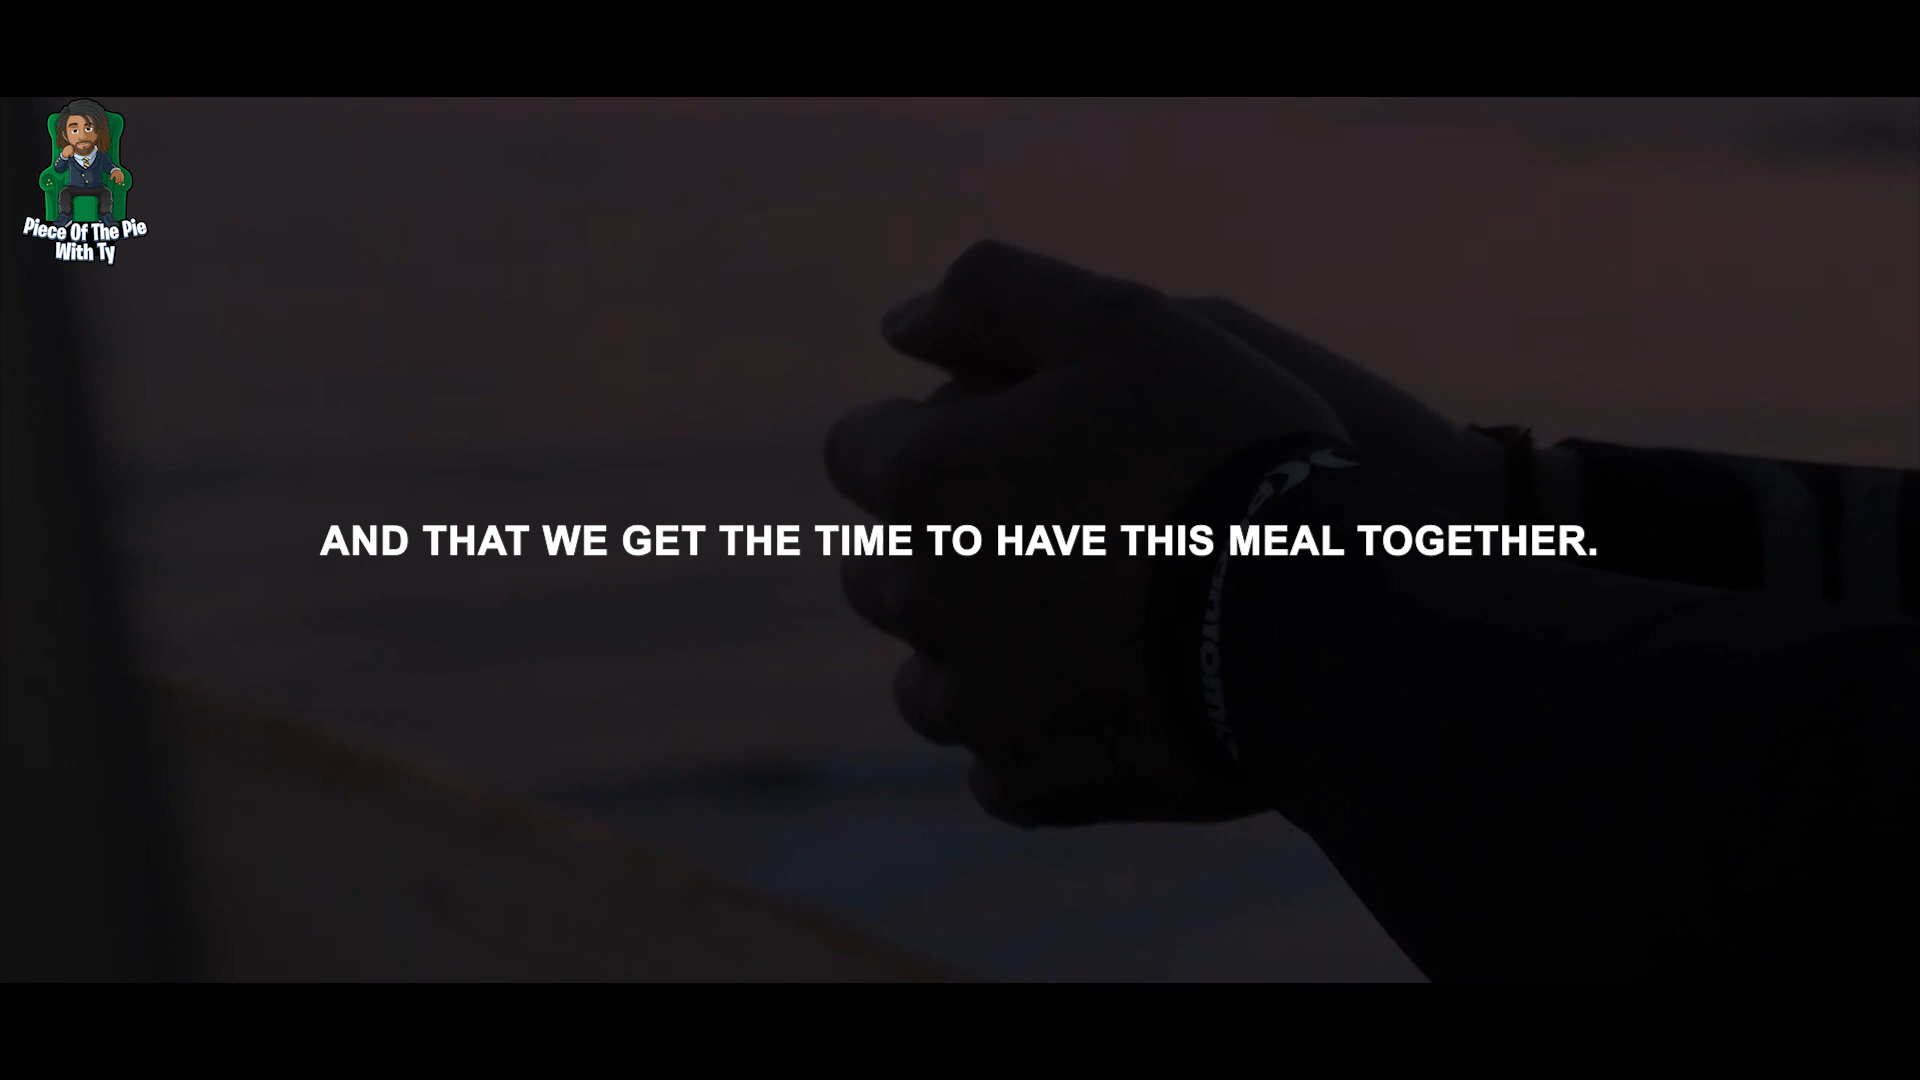 Piece Of The Pie
With Ty
AND THAT WE GET THE TIME TO HAVE THIS MEAL TOGETHER.